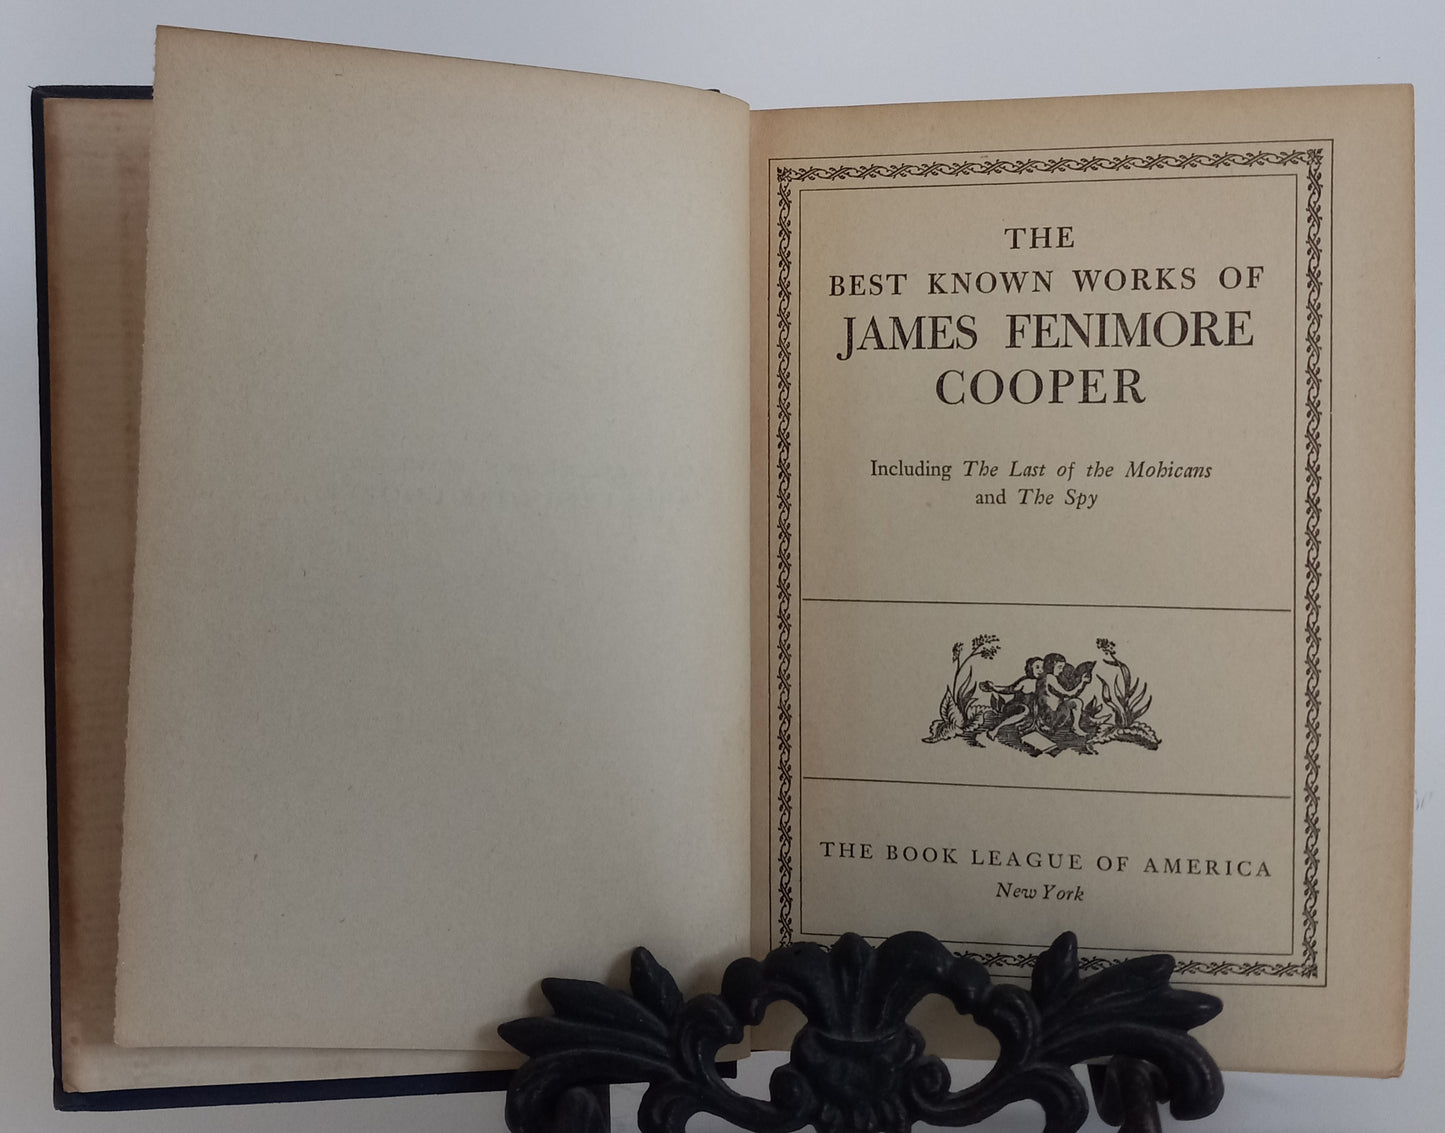 THE
BEST KNOWN WORKS OF
JAMES FENIMORE
COOPER
Including The Last of the Mohicans
and The Spy
THE BOOK LEAGUE OF AMERICA
New York